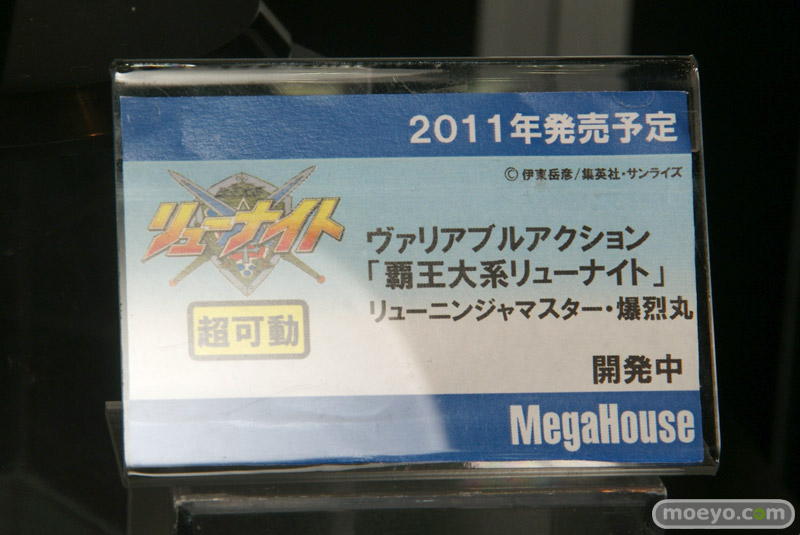 2011年発売予定
©伊東岳彦/集英社・サンライズ
リューナイト
ヴァリアブルアクション
「覇王大系リューナイト」
リューニンジャマスター・爆烈丸
超可動
開発中
MegaHouse
moeyo.com